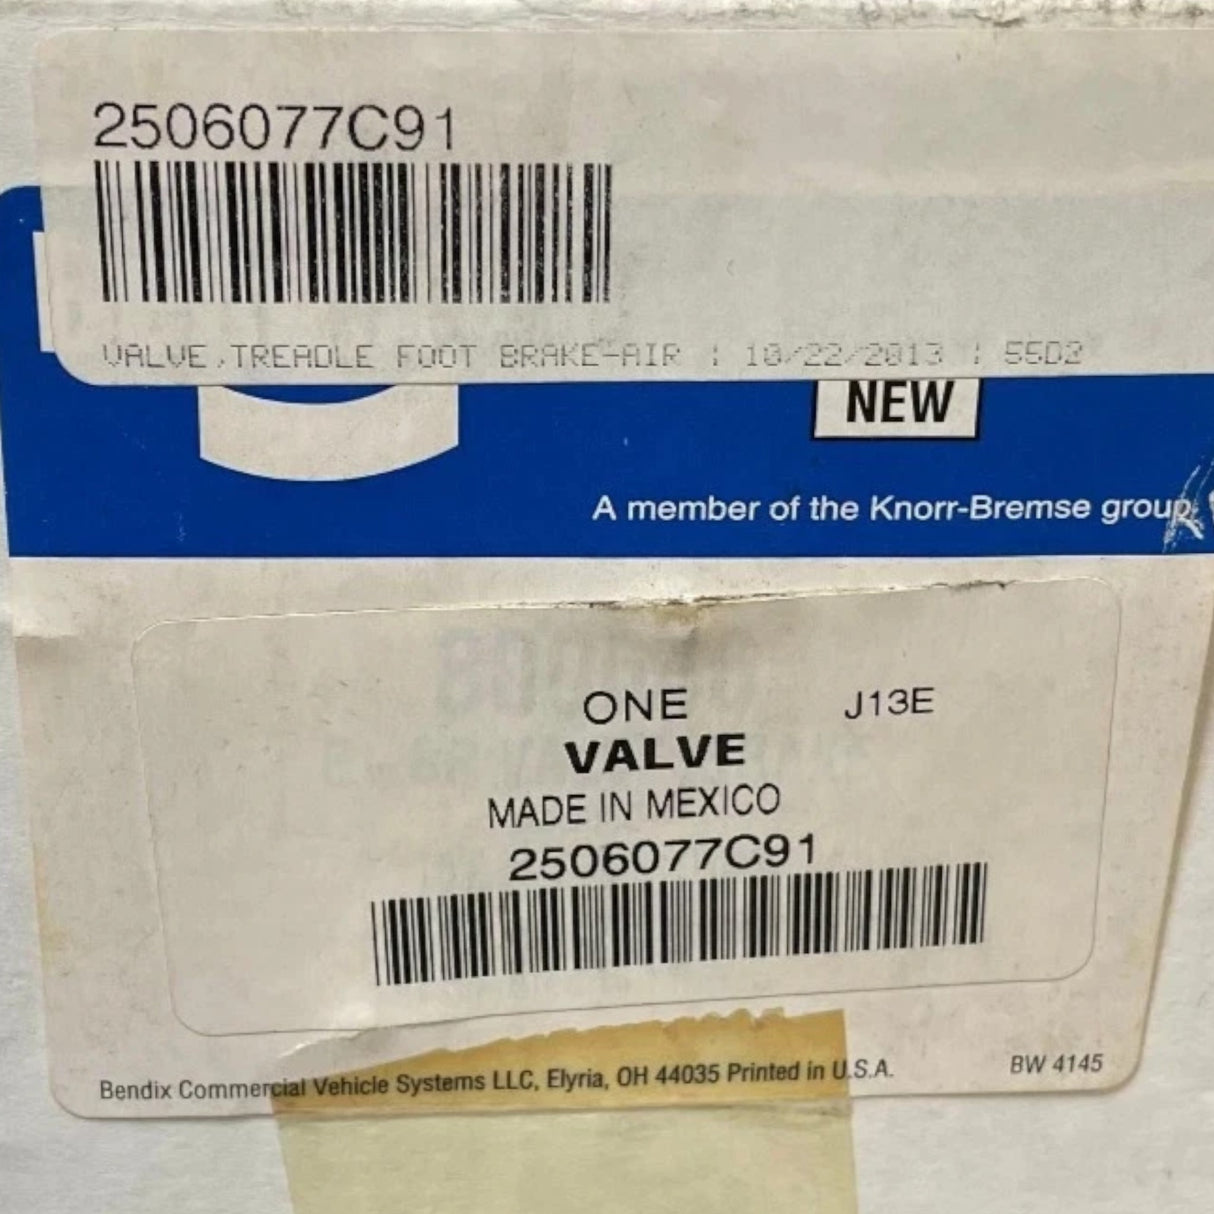 2506077C91
VALVE,TREADLE FOOT BRAKE-AIR | 10/22/2013 | 55D2
NEW
A member of the Knorr-Bremse group
ONE J13E
VALVE
MADE IN MEXICO
2506077C91
Bendix Commercial Vehicle Systems LLC, Elyria, OH 44035 Printed in U.S.A. BW 4145